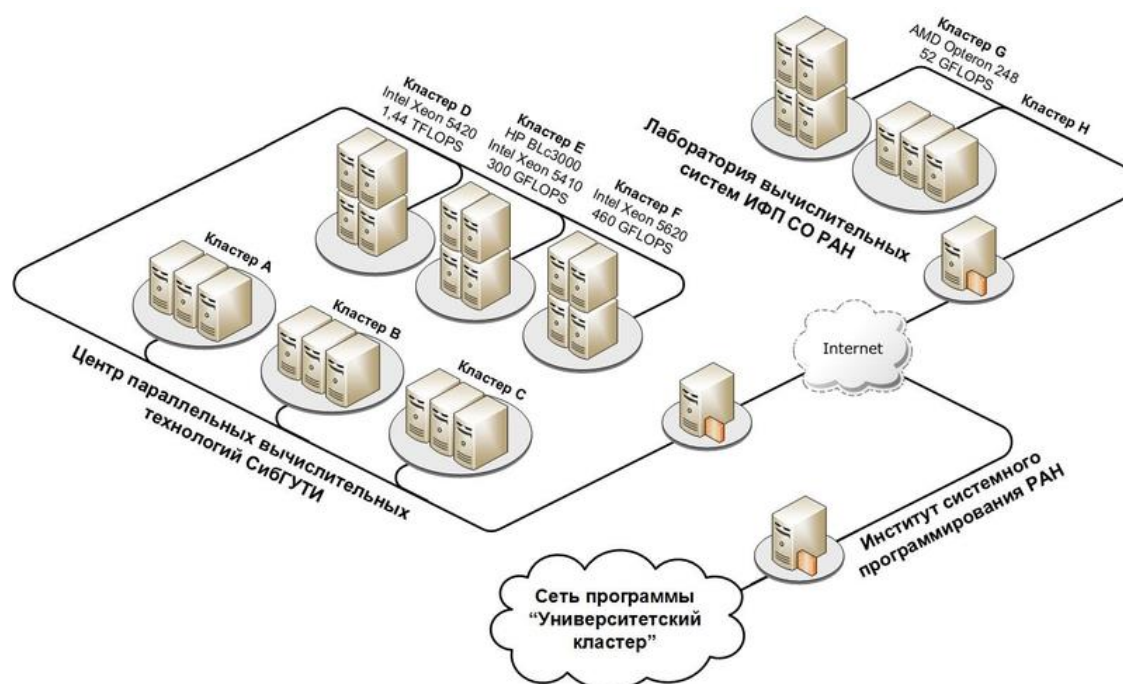 Кластер G
AMD Opteron 248
52 GFLOPS
Кластер H
Лаборатория вычислительных
систем ИФП СО РАН
Кластер D
Intel Xeon 5420
1,44 TFLOPS
Кластер E
HP BLc3000
Intel Xeon 5410
300 GFLOPS
Кластер F
Intel Xeon 5620
460 GFLOPS
Кластер A
Кластер B
Кластер C
Центр параллельных вычислительных
технологий СибГУТИ
Internet
Институт системного
программирования РАН
Сеть программы
“Университетский
кластер”